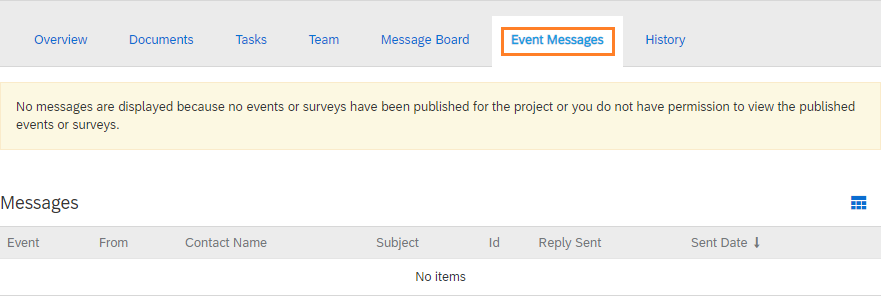 Overview Documents Tasks Team Message Board Event Messages History
No messages are displayed because no events or surveys have been published for the project or you do not have permission to view the published
events or surveys.
Messages
Event From Contact Name Subject Id Reply Sent Sent Date ↓
No items